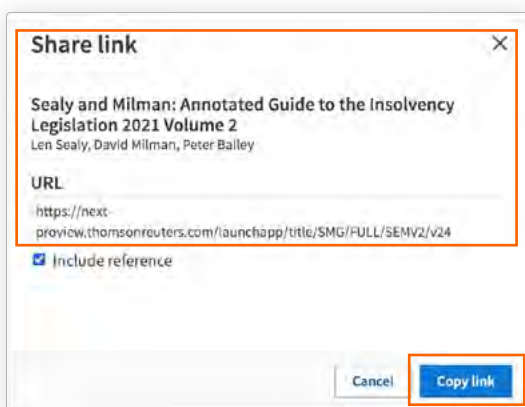 Share link
Sealy and Milman: Annotated Guide to the Insolvency
Legislation 2021 Volume 2
Len Sealy, David Milman, Peter Bailey
URL
https://next-
proview.thomsonreuters.com/launchapp/title/SMG/FULL/SEMV2/v24
Include reference
Cancel
Copy link